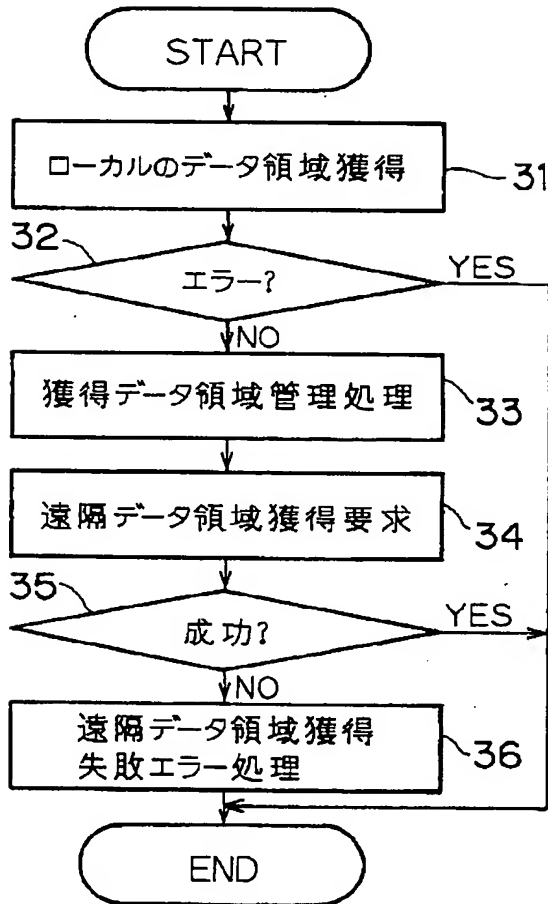 START
ローカルのデータ領域獲得
31
32
エラー?
YES
NO
獲得データ領域管理処理
33
遠隔データ領域獲得要求
34
35
成功?
YES
NO
遠隔データ領域獲得
失敗エラー処理
36
END